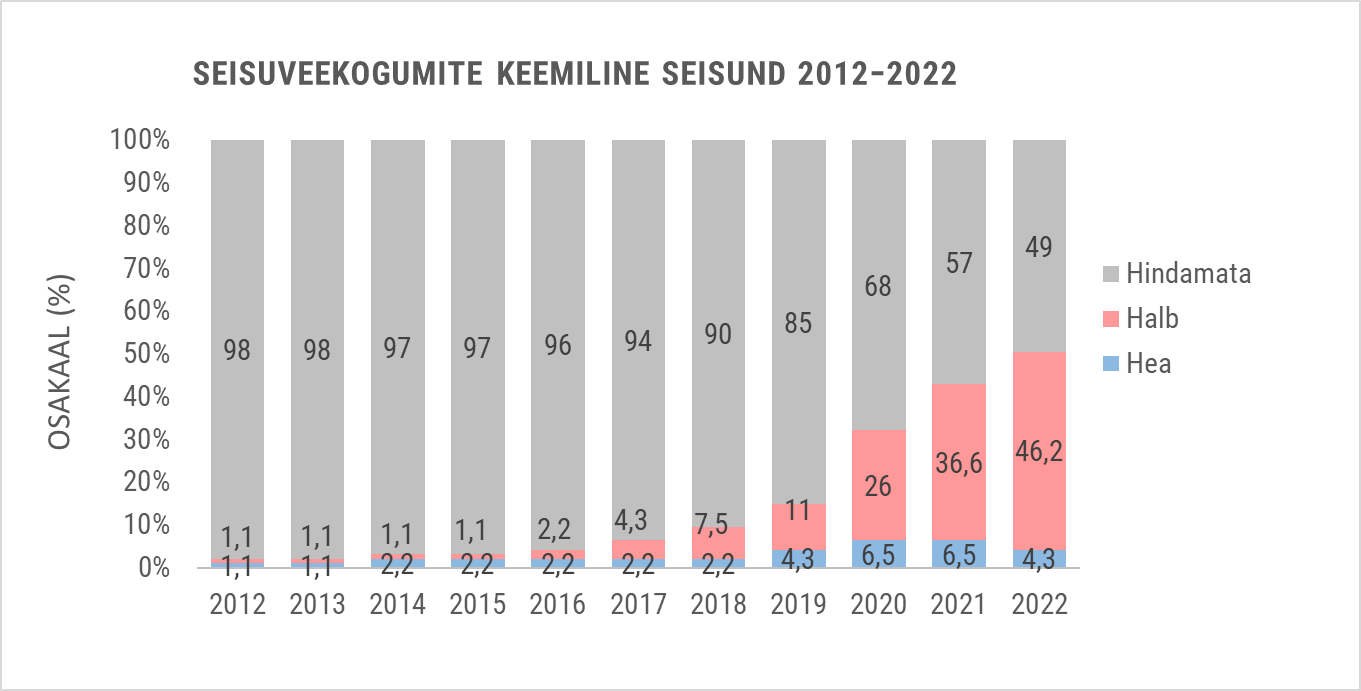 SEISUVEEKOGUMITE KEEMILINE SEISUND 2012–2022
OSAKAAL (%)
100%
90%
80%
70%
60%
50%
40%
30%
20%
10%
0%
98 98 97 97 96 94 90 85 68 57 49
1,1 1,1 1,1 1,1 2,2 4,3 7,5 11 26 36,6 46,2
1,1 1,1 2,2 2,2 2,2 2,2 2,2 4,3 6,5 6,5 4,3
2012 2013 2014 2015 2016 2017 2018 2019 2020 2021 2022
Hindamata
Halb
Hea